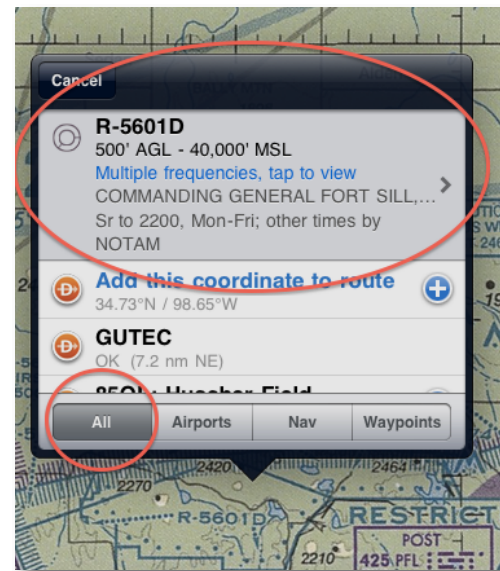 Cancel
R-5601D
500' AGL - 40,000' MSL
Multiple frequencies, tap to view
COMMANDING GENERAL FORT SILL,...
Sr to 2200, Mon-Fri; other times by
NOTAM
Add this coordinate to route
34.73°N / 98.65°W
GUTEC
OK (7.2 nm NE)
All
Airports
Nav
Waypoints
2420
2464
2270
R-5601D
RESTRICT
2210
POST
425 PFL